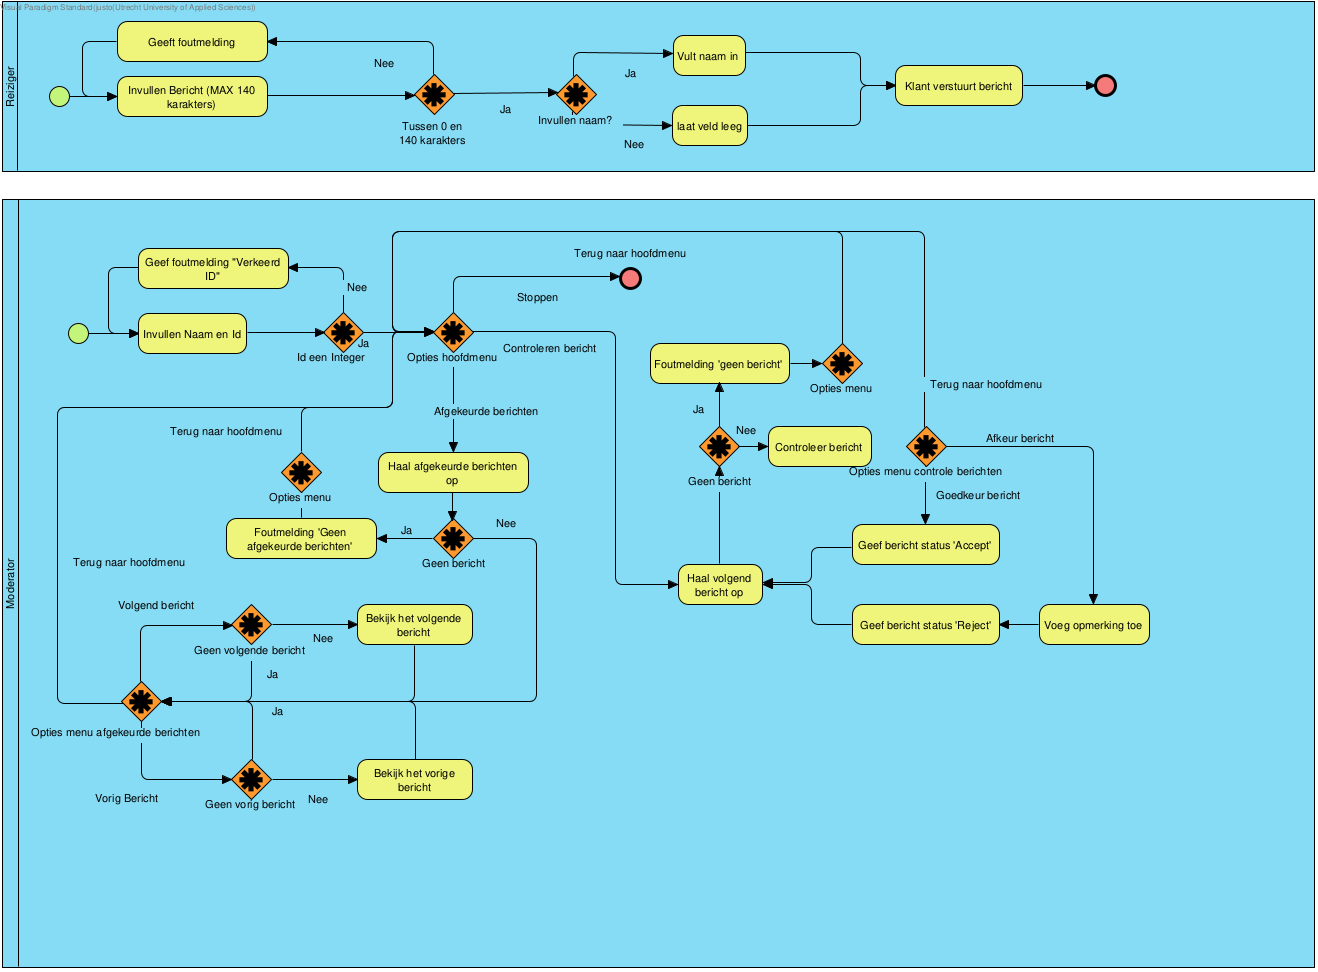 Visual Paradigm Standard(justo(Utrecht University of Applied Sciences))
Reiziger
Geeft foutmelding
Invullen Bericht (MAX 140
karakters)
Nee
Tussen 0 en
140 karakters
Ja
Invullen naam?
Ja
Nee
Vult naam in
laat veld leeg
Klant verstuurt bericht
Moderator
Geef foutmelding "Verkeerd
ID"
Nee
Invullen Naam en Id
Id een Integer
Ja
Opties hoofdmenu
Stoppen
Terug naar hoofdmenu
Controleren bericht
Afgekeurde berichten
Foutmelding 'geen bericht'
Opties menu
Terug naar hoofdmenu
Ja
Nee
Geen bericht
Controleer bericht
Opties menu controle berichten
Afkeur bericht
Goedkeur bericht
Geef bericht status 'Accept'
Haal volgend
bericht op
Geef bericht status 'Reject'
Voeg opmerking toe
Terug naar hoofdmenu
Opties menu
Haal afgekeurde berichten
op
Foutmelding 'Geen
afgekeurde berichten'
Ja
Nee
Geen bericht
Terug naar hoofdmenu
Volgend bericht
Geen volgende bericht
Nee
Bekijk het volgende
bericht
Ja
Ja
Opties menu afgekeurde berichten
Vorig Bericht
Geen vorig bericht
Nee
Bekijk het vorige
bericht